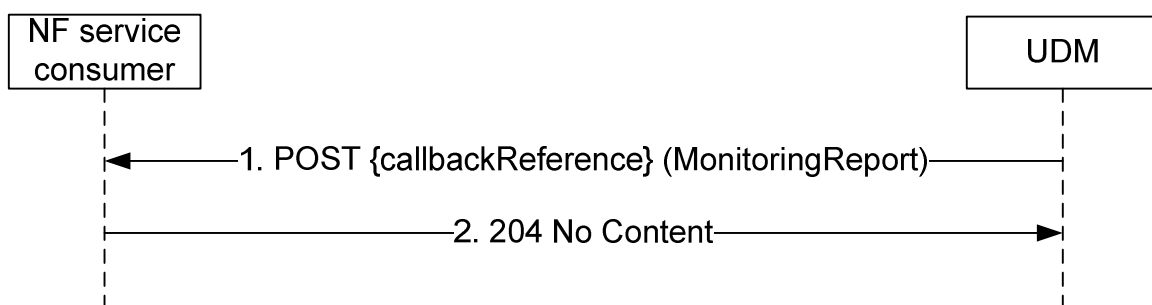 NF service
consumer
UDM
1. POST {callbackReference} (MonitoringReport)
2. 204 No Content